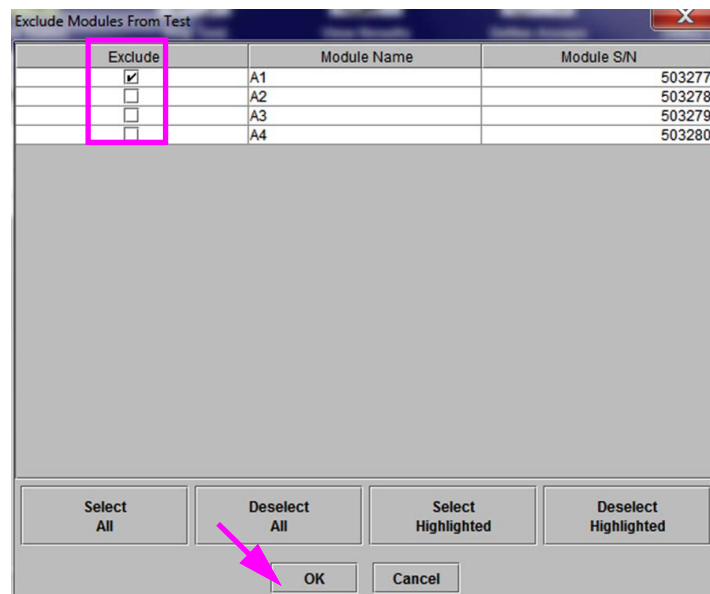 Exclude Modules From Test
Exclude Module Name Module S/N
A1 503277
A2 503278
A3 503279
A4 503280
Select All Deselect All Select Highlighted Deselect Highlighted
OK Cancel